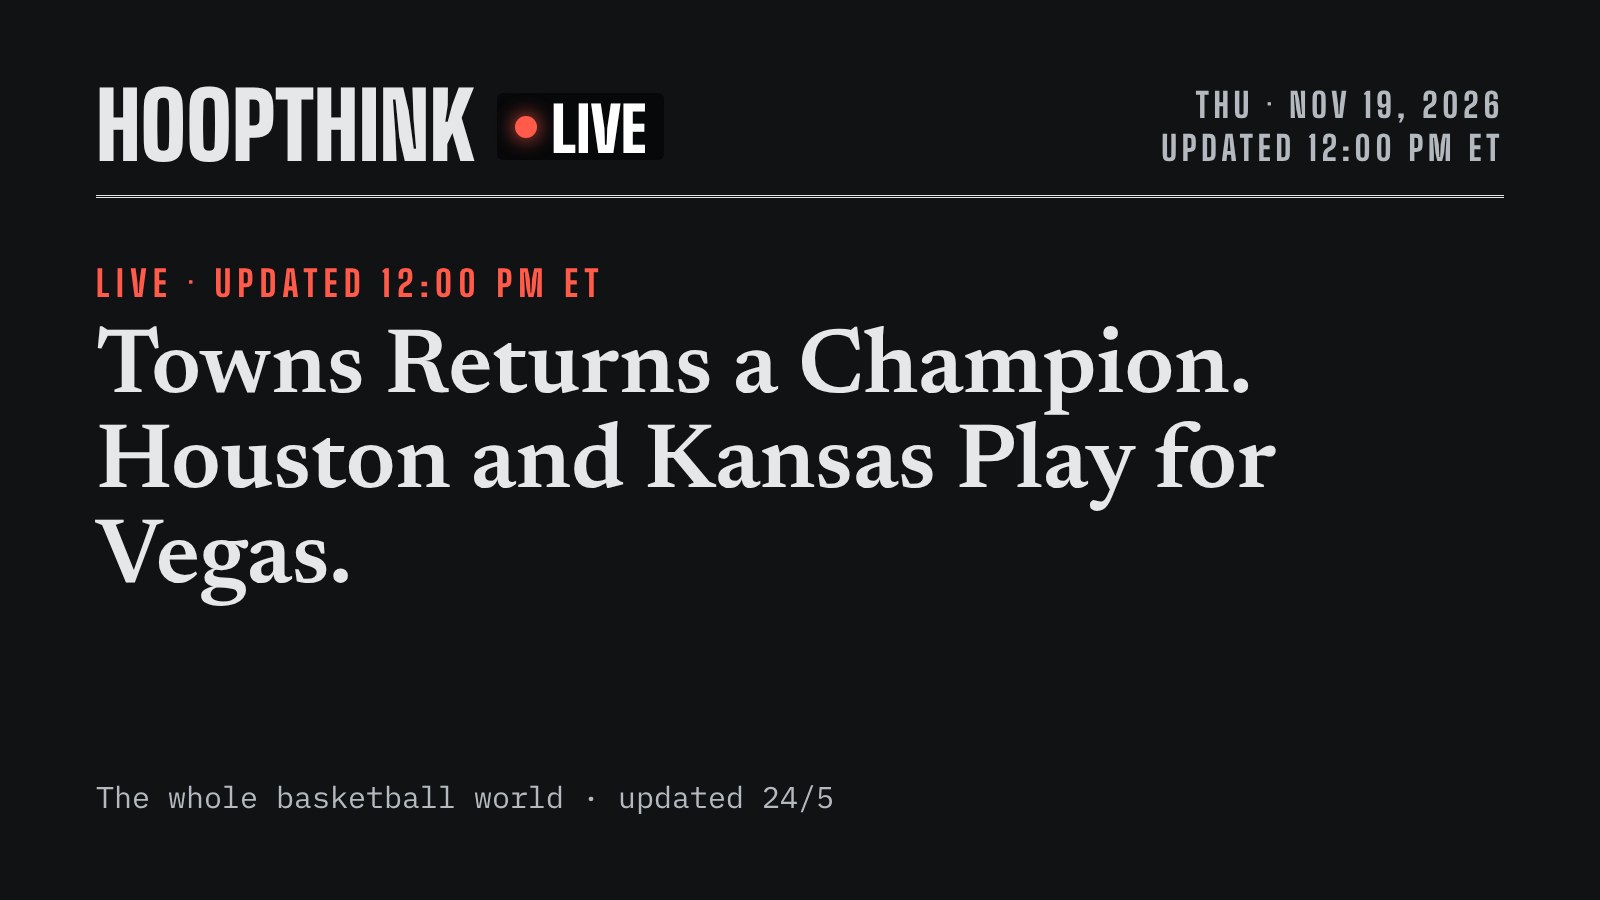 HOOPTHINK LIVE
THU · NOV 19, 2026
UPDATED 12:00 PM ET
LIVE · UPDATED 12:00 PM ET
Towns Returns a Champion.
Houston and Kansas Play for
Vegas.
The whole basketball world · updated 24/5